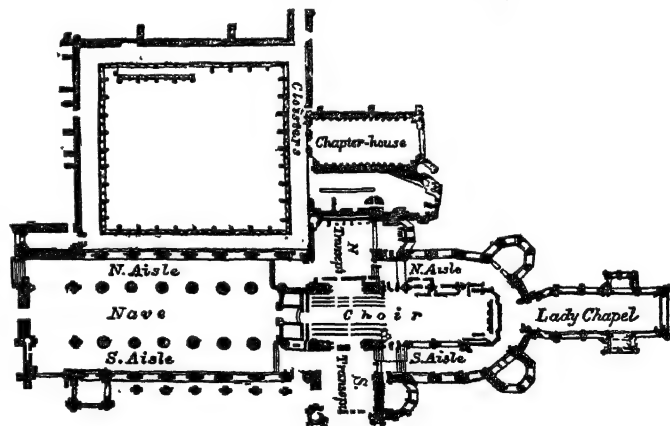 Cloisters
Chapter-house
N.
Transept
N. Aisle
N. Aisle
Nave
Choir
Lady Chapel
S. Aisle
S. Aisle
S.
Transept